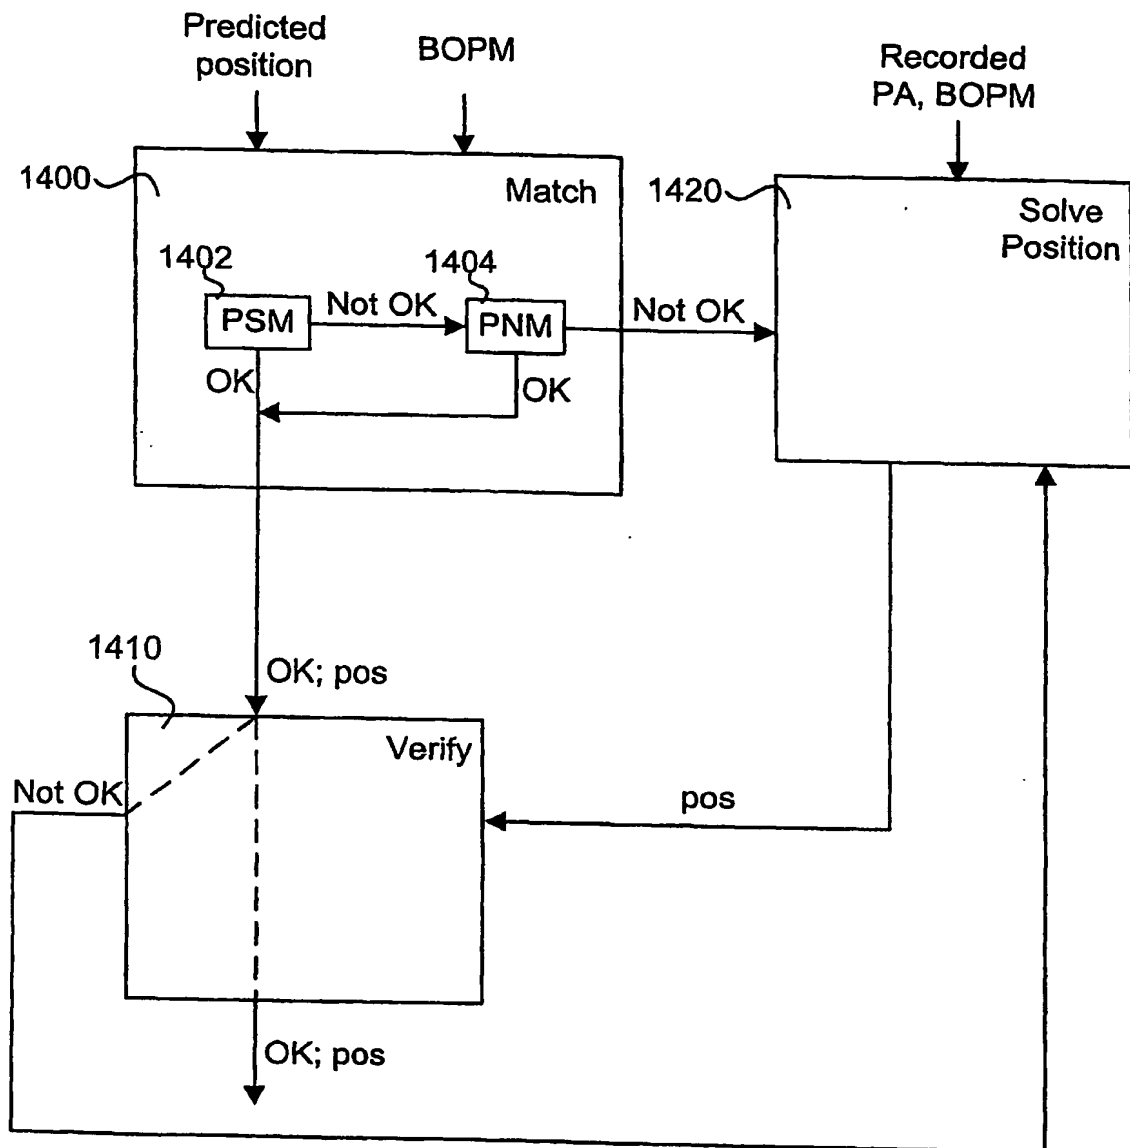 Predicted
position
BOPM
Recorded
PA, BOPM
1400
Match
1420
Solve
Position
1402
1404
PSM
Not OK
PNM
Not OK
OK
OK
1410
OK; pos
Verify
Not OK
pos
OK; pos